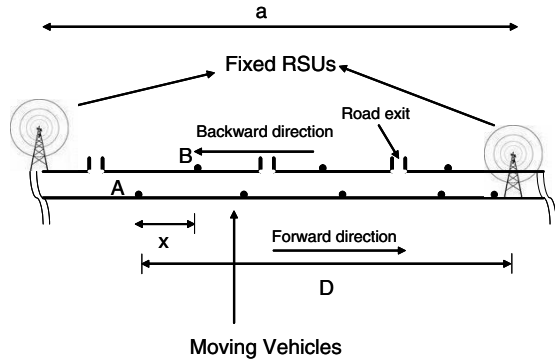 a
Fixed RSUs
Road exit
Backward direction
B
A
x
Forward direction
D
Moving Vehicles